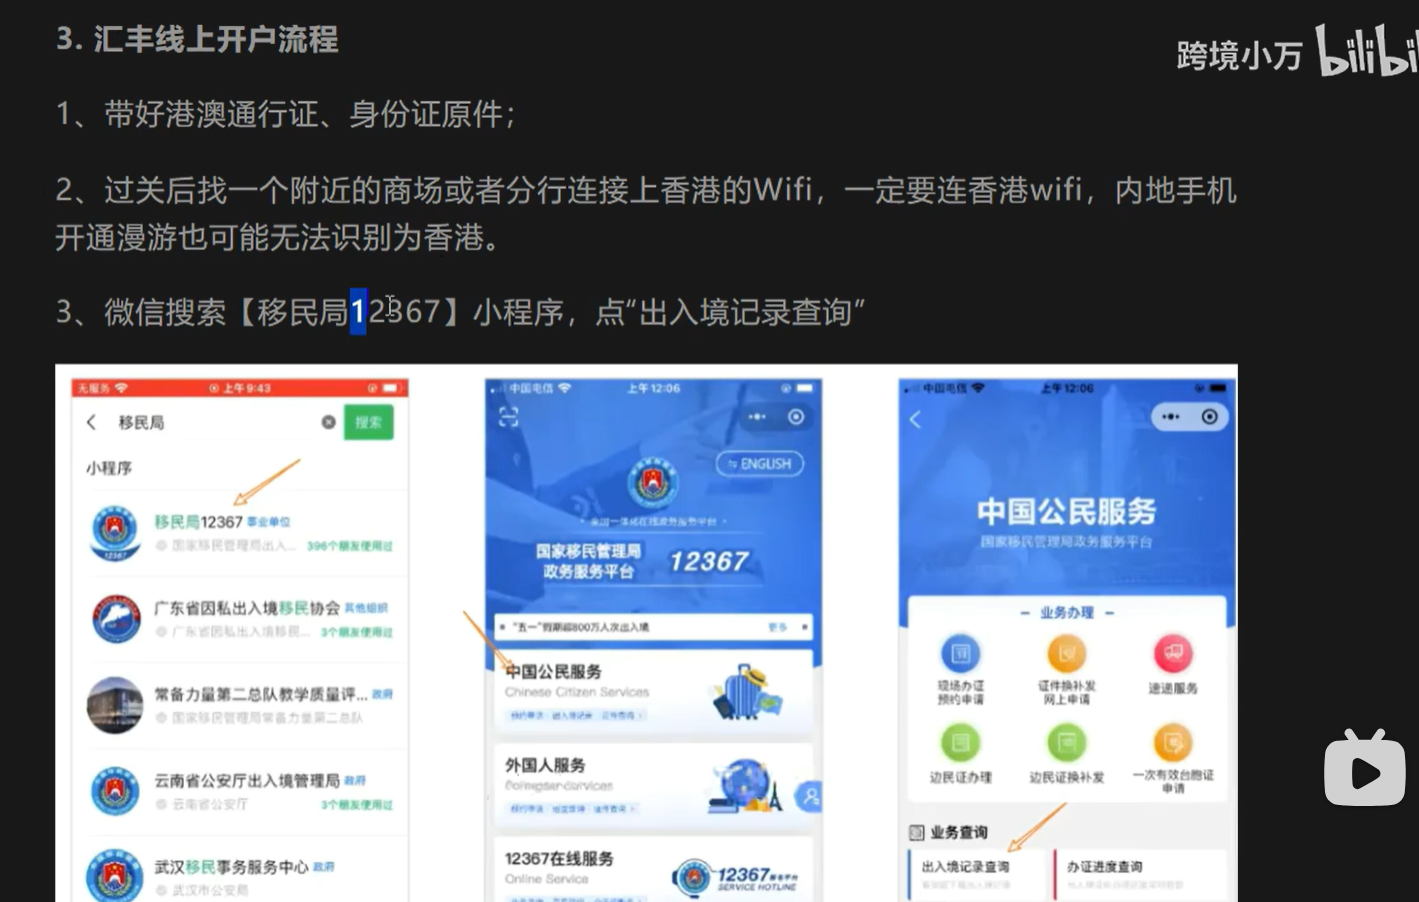 3. 汇丰线上开户流程
跨境小万
bilibi
1、带好港澳通行证、身份证原件；
2、过关后找一个附近的商场或者分行连接上香港的Wifi，一定要连香港wifi，内地手机
开通漫游也可能无法识别为香港。
3、微信搜索【移民局12367】小程序，点“出入境记录查询”
无服务
上午9:43
移民局
搜索
小程序
移民局12367 事业单位
国家移民管理局出入... 396个朋友使用过
广东省因私出入境移民协会 其他组织
广东省因私出入境移民... 3个朋友使用过
常备力量第二总队教学质量评... 政府
国家移民管理局常备力量第二总队
云南省公安厅出入境管理局 政府
云南省公安厅 3个朋友使用过
武汉移民事务服务中心 政府
武汉市公安局
中国电信
上午12:06
ENGLISH
全国一体化在线政务服务平台
国家移民管理局
政务服务平台
12367
“五一”假期超800万人次出入境 更多
中国公民服务
Chinese Citizen Services
外国人服务
Foreigner Services
12367在线服务
Online Service
12367
SERVICE HOTLINE
中国电信
上午12:06
中国公民服务
国家移民管理局政务服务平台
业务办理
现场办证
预约申请
证件换补发
网上申请
速递服务
边民证办理
边民证换补发
一次有效台胞证
申请
业务查询
出入境记录查询
办证进度查询